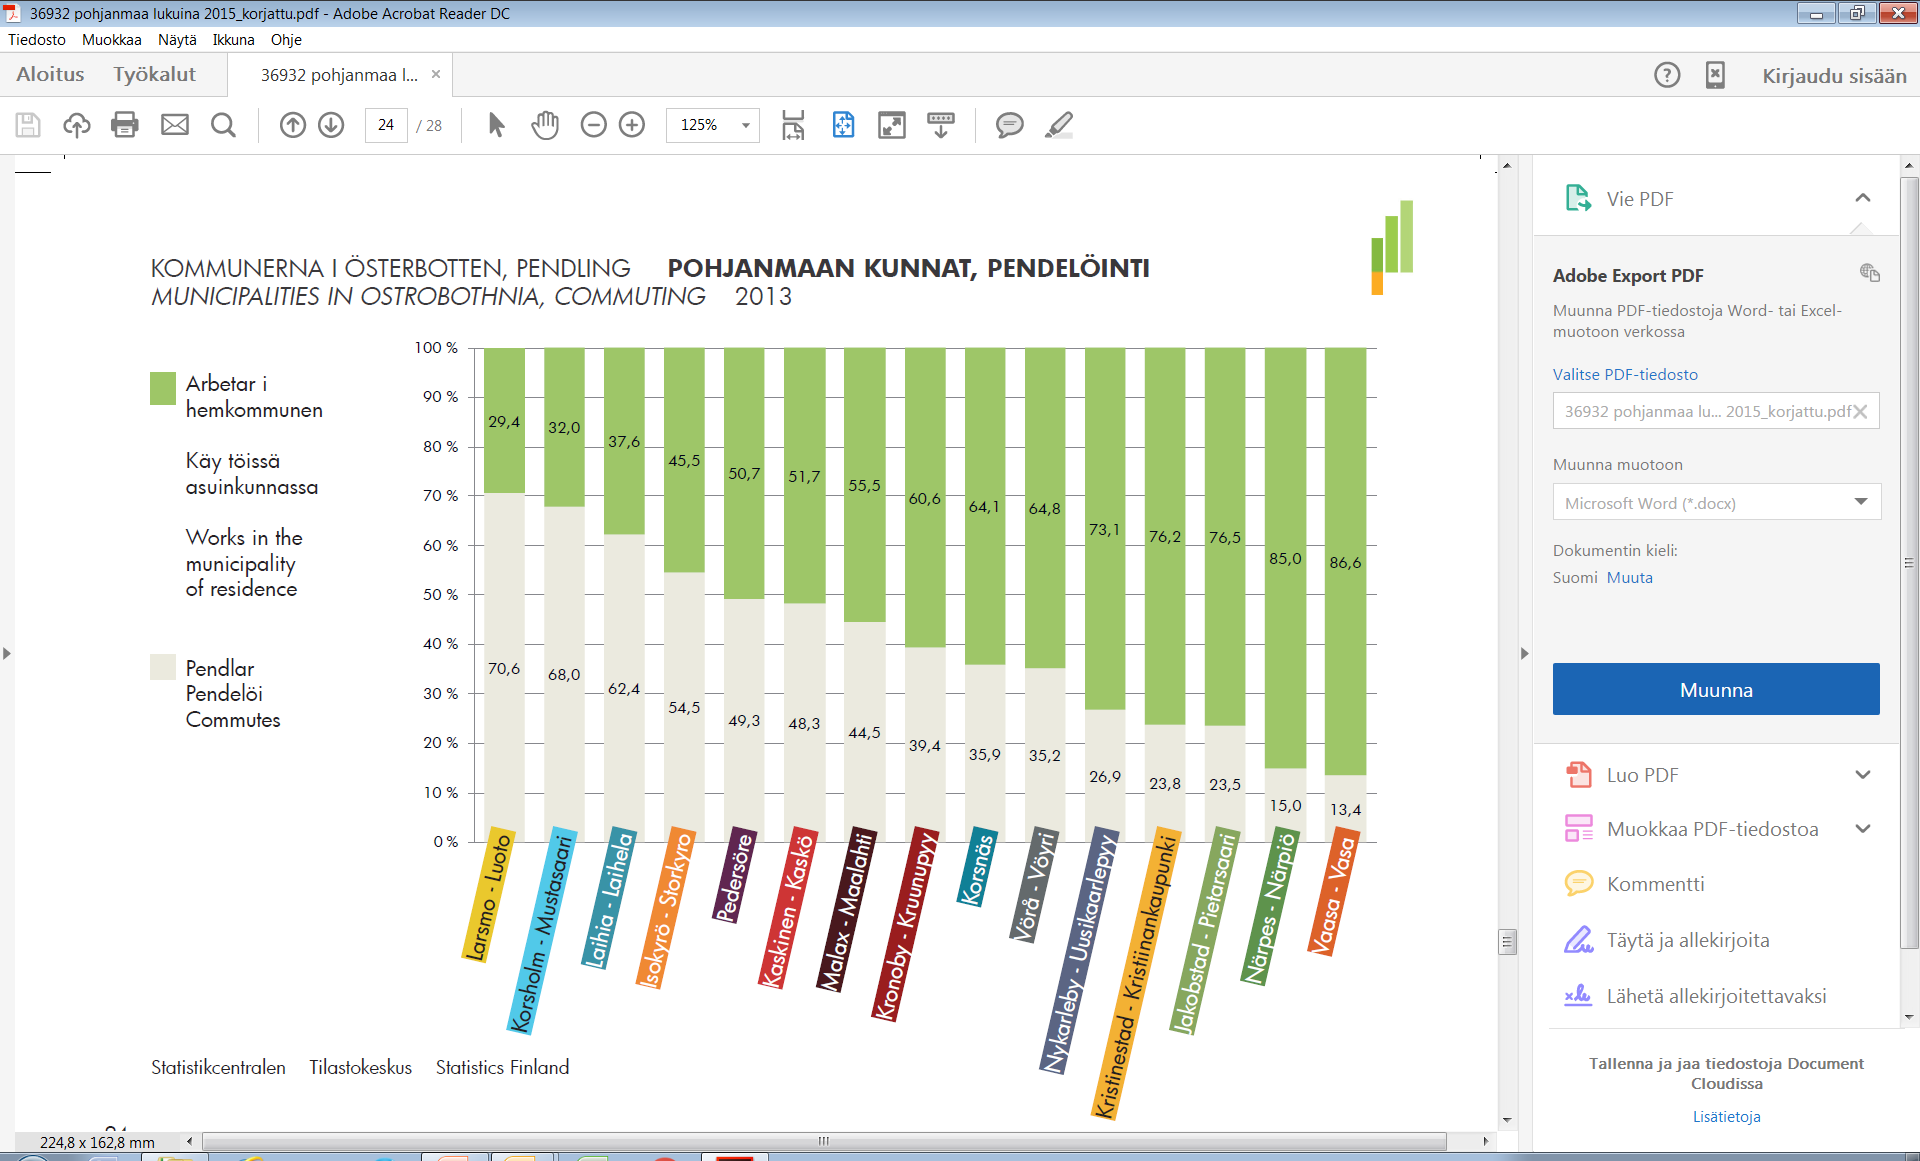 36932 pohjanmaa lukuina 2015_korjattu.pdf - Adobe Acrobat Reader DC
Tiedosto Muokkaa Näytä Ikkuna Ohje
Aloitus Työkalut 36932 pohjanmaa l... × ? Kirjaudu sisään
24 / 28 125%
KOMMUNERNA I ÖSTERBOTTEN, PENDLING POHJANMAAN KUNNAT, PENDELÖINTI
MUNICIPALITIES IN OSTROBOTHNIA, COMMUTING 2013
Arbetar i
hemkommunen
Käy töissä
asuinkunnassa
Works in the
municipality
of residence
Pendlar
Pendelöi
Commutes
100 %
90 %
80 %
70 %
60 %
50 %
40 %
30 %
20 %
10 %
0 %
29,4 32,0 37,6 45,5 50,7 51,7 55,5 60,6 64,1 64,8 73,1 76,2 76,5 85,0 86,6
70,6 68,0 62,4 54,5 49,3 48,3 44,5 39,4 35,9 35,2 26,9 23,8 23,5 15,0 13,4
Larsmo - Luoto
Korsholm - Mustasaari
Laihia - Laihela
Isokyrö - Storkyro
Pedersöre
Kaskinen - Kaskö
Malax - Maalahti
Kronoby - Kruunupyy
Korsnäs
Vörå - Vöyri
Nykarleby - Uusikaarlepyy
Kristinestad - Kristiinankaupunki
Jakobstad - Pietarsaari
Närpes - Närpiö
Vaasa - Vasa
Statistikcentralen Tilastokeskus Statistics Finland
224,8 x 162,8 mm
Vie PDF
Adobe Export PDF
Muunna PDF-tiedostoja Word- tai Excel-
muotoon verkossa
Valitse PDF-tiedosto
36932 pohjanmaa lu... 2015_korjattu.pdf
Muunna muotoon
Microsoft Word (*.docx)
Dokumentin kieli:
Suomi Muuta
Muunna
Luo PDF
Muokkaa PDF-tiedostoa
Kommentti
Täytä ja allekirjoita
Lähetä allekirjoitettavaksi
Tallenna ja jaa tiedostoja Document
Cloudissa
Lisätietoja